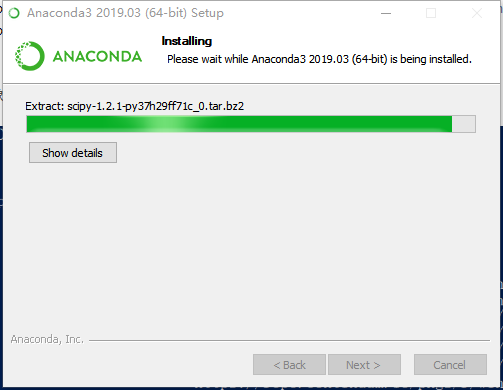 Anaconda3 2019.03 (64-bit) Setup
ANACONDA
Installing
Please wait while Anaconda3 2019.03 (64-bit) is being installed.
Extract: scipy-1.2.1-py37h29ff71c_0.tar.bz2
Show details
Anaconda, Inc.
< Back
Next >
Cancel